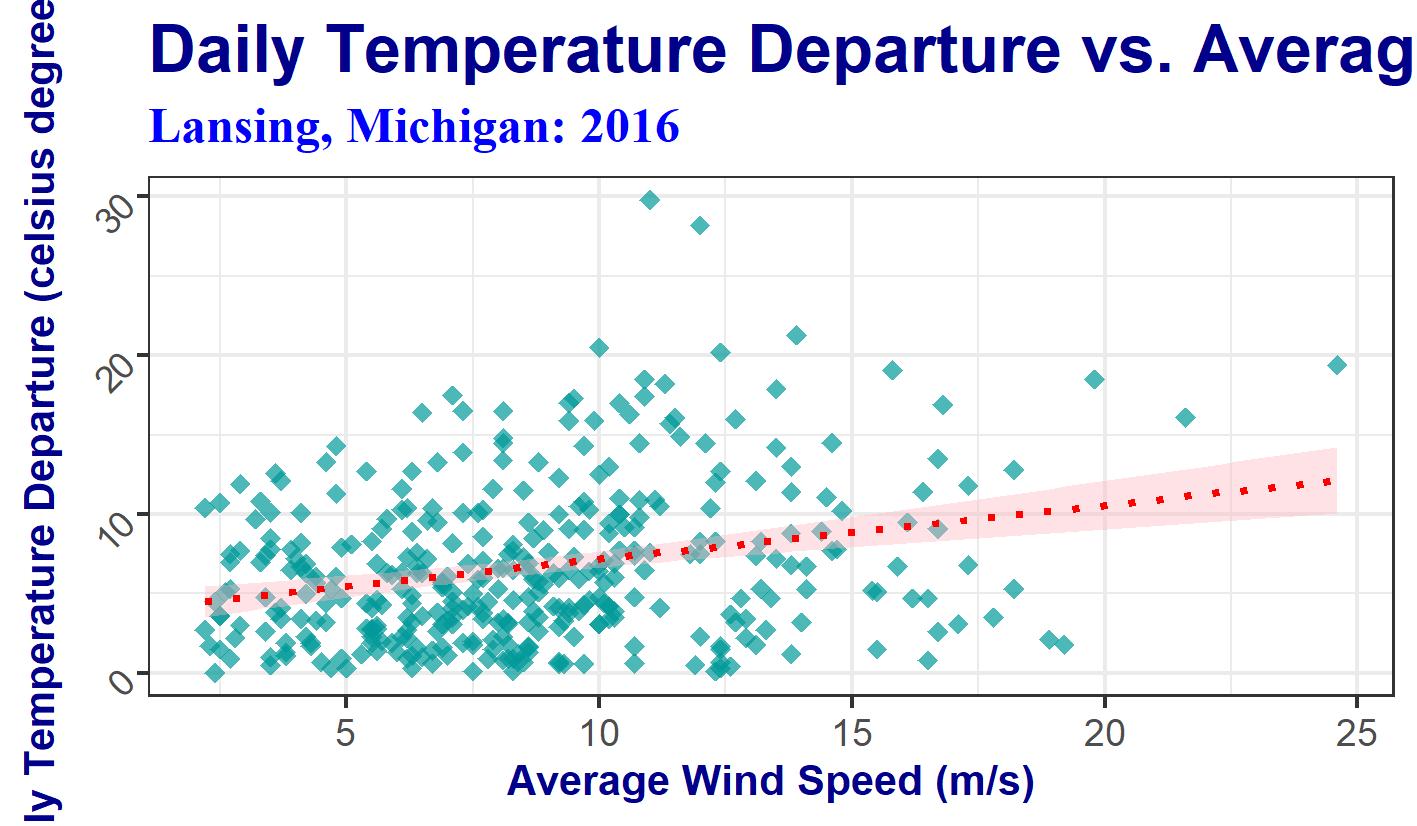 Daily Temperature Departure vs. Averag
Lansing, Michigan: 2016
ly Temperature Departure (celsius degree
30
20
10
0
5
10
15
20
25
Average Wind Speed (m/s)